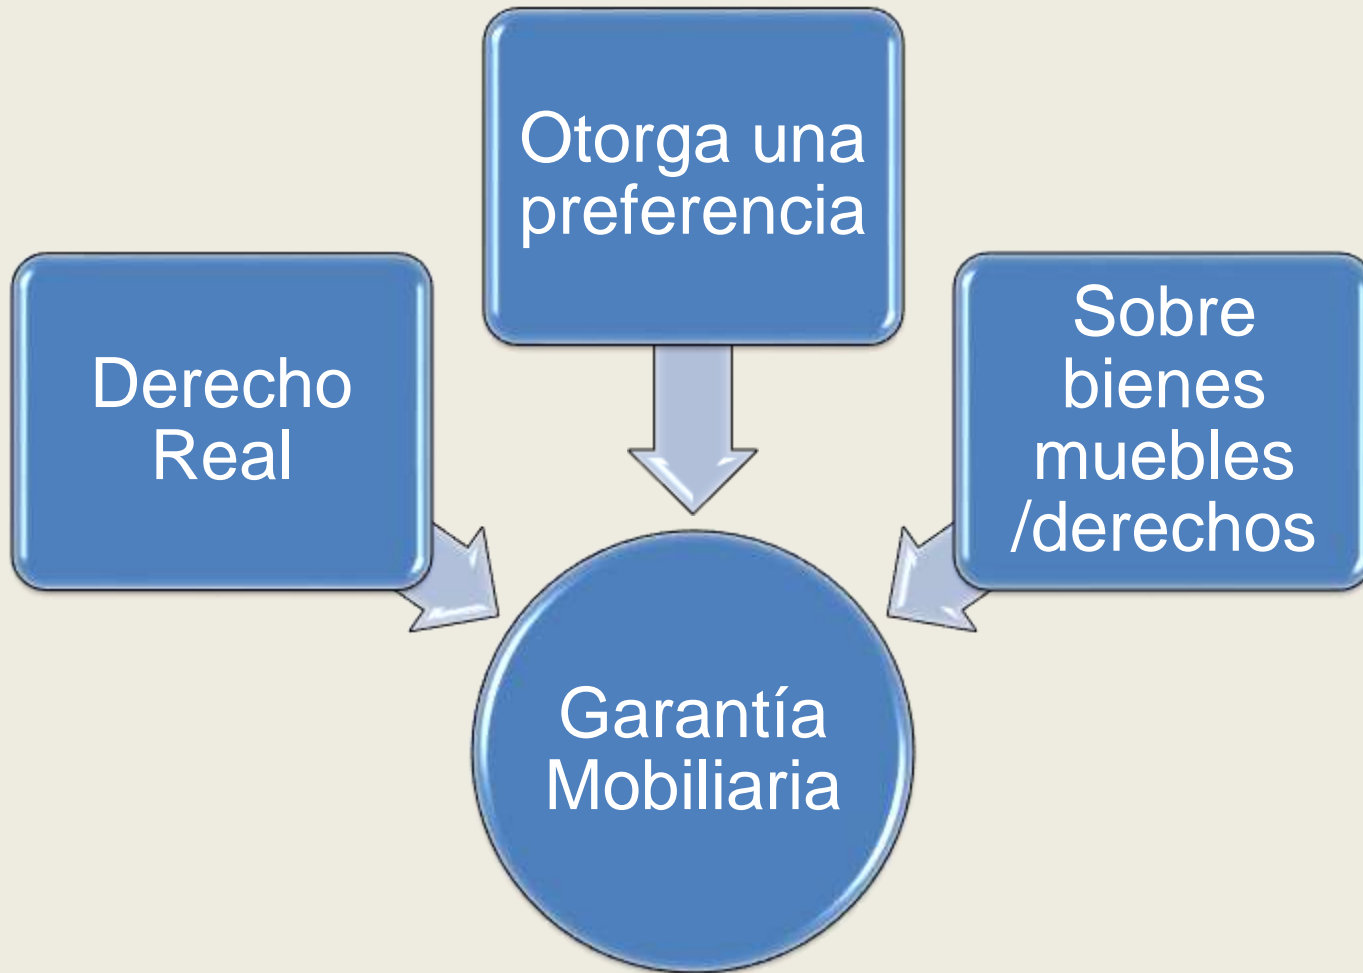 Otorga una
preferencia
Derecho
Real
Sobre
bienes
muebles
/derechos
Garantía
Mobiliaria